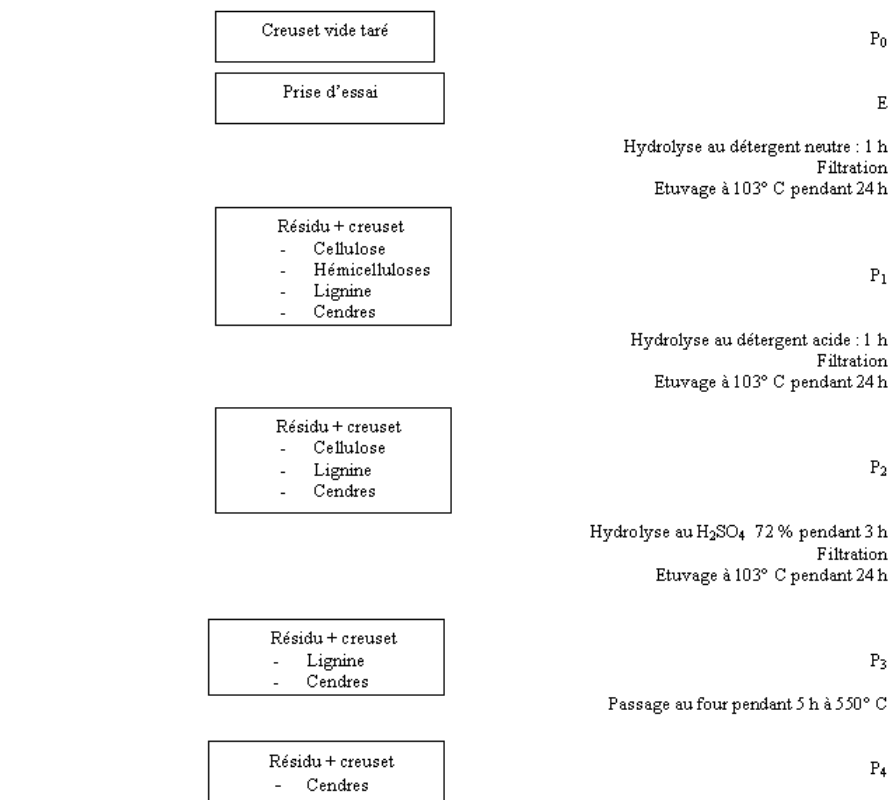 Creuset vide taré
P₀
Prise d'essai
E
Hydrolyse au détergent neutre : 1 h
Filtration
Etuvage à 103° C pendant 24 h
Résidu + creuset
- Cellulose
- Hémicelluloses
- Lignine
- Cendres
P₁
Hydrolyse au détergent acide : 1 h
Filtration
Etuvage à 103° C pendant 24 h
Résidu + creuset
- Cellulose
- Lignine
- Cendres
P₂
Hydrolyse au H₂SO₄ 72 % pendant 3 h
Filtration
Etuvage à 103° C pendant 24 h
Résidu + creuset
- Lignine
- Cendres
P₃
Passage au four pendant 5 h à 550° C
Résidu + creuset
- Cendres
P₄